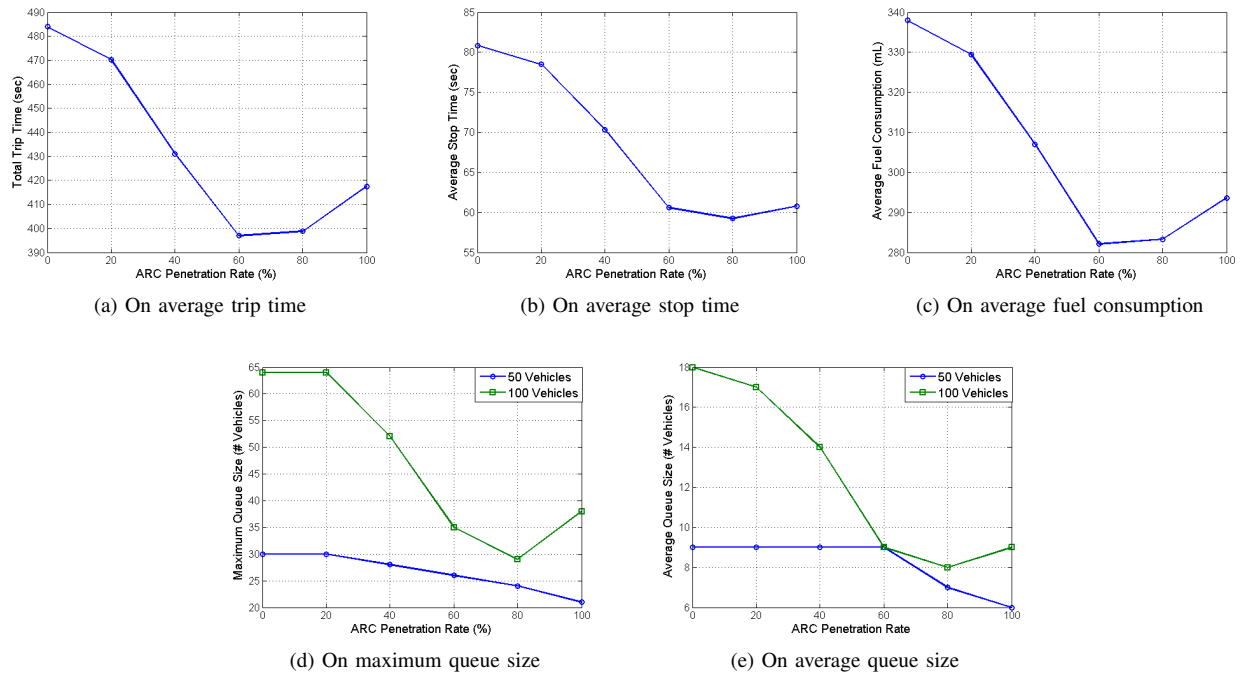 490
480
470
460
450
440
430
420
410
400
390
0 20 40 60 80 100
Total Trip Time (sec)
ARC Penetration Rate (%)
(a) On average trip time
85
80
75
70
65
60
55
0 20 40 60 80 100
Average Stop Time (sec)
ARC Penetration Rate (%)
(b) On average stop time
340
330
320
310
300
290
280
0 20 40 60 80 100
Average Fuel Consumption (mL)
ARC Penetration Rate (%)
(c) On average fuel consumption
65
60
55
50
45
40
35
30
25
20
0 20 40 60 80 100
Maximum Queue Size (# Vehicles)
ARC Penetration Rate (%)
50 Vehicles
100 Vehicles
(d) On maximum queue size
18
16
14
12
10
8
6
0 20 40 60 80 100
Average Queue Size (# Vehicles)
ARC Penetration Rate
50 Vehicles
100 Vehicles
(e) On average queue size